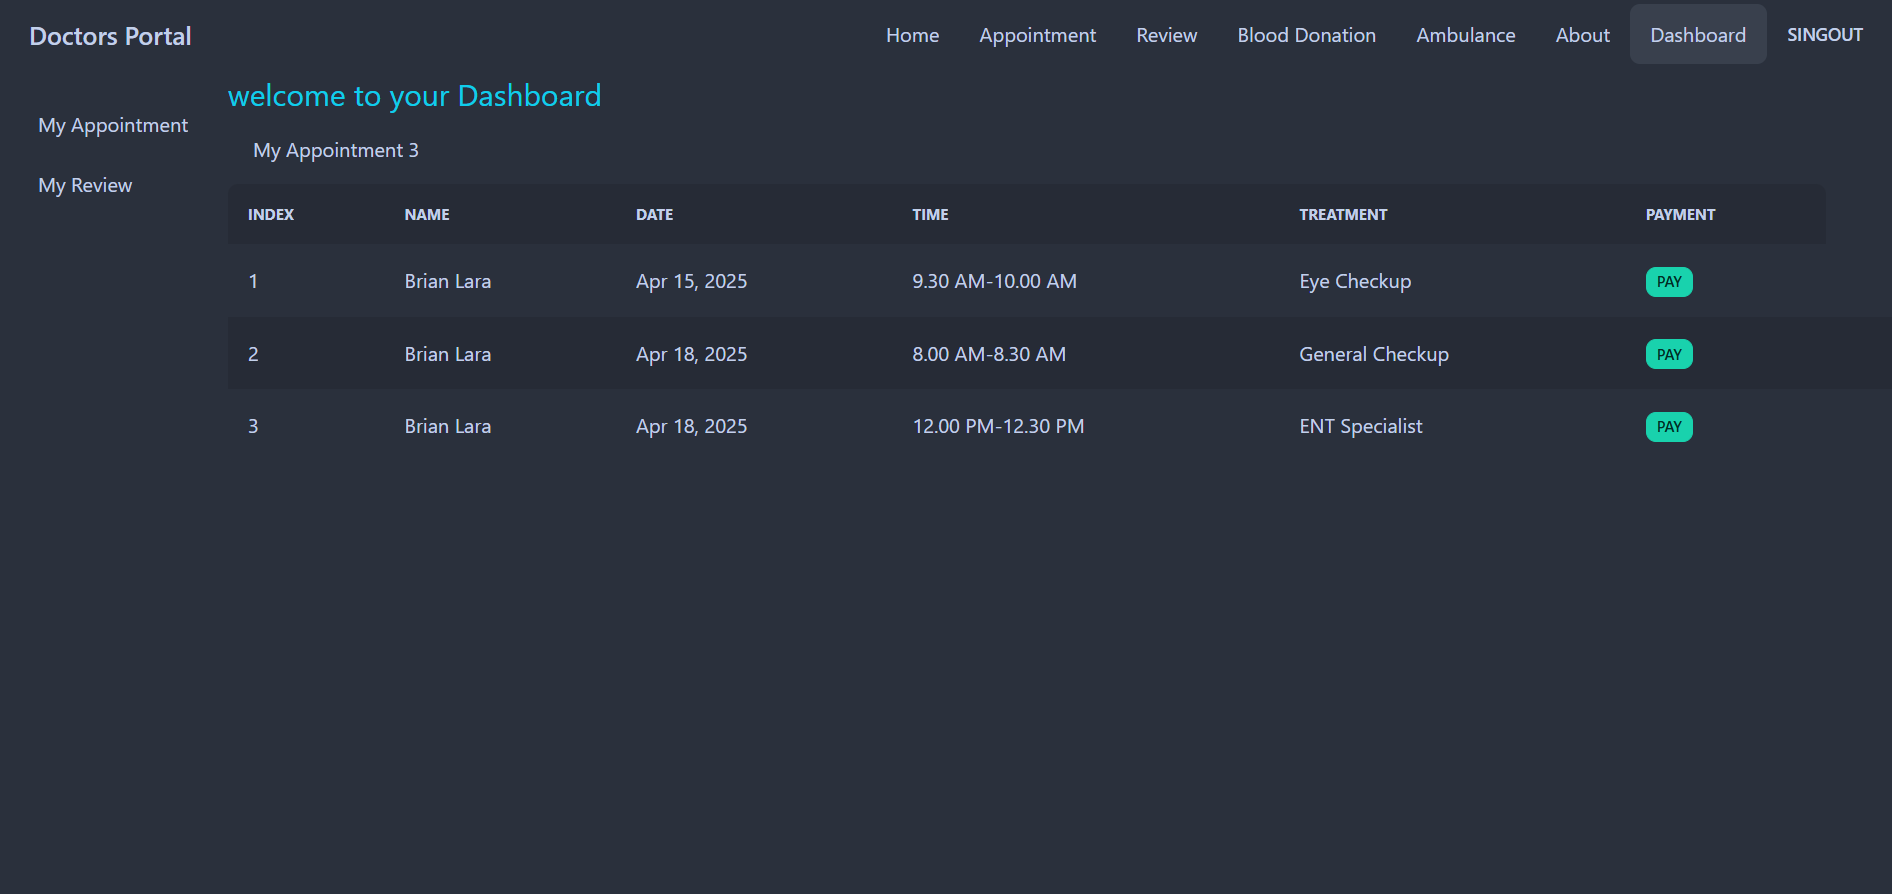 Doctors Portal Home Appointment Review Blood Donation Ambulance About Dashboard SINGOUT
My Appointment
My Review
welcome to your Dashboard
My Appointment 3
INDEX NAME DATE TIME TREATMENT PAYMENT
1 Brian Lara Apr 15, 2025 9.30 AM-10.00 AM Eye Checkup PAY
2 Brian Lara Apr 18, 2025 8.00 AM-8.30 AM General Checkup PAY
3 Brian Lara Apr 18, 2025 12.00 PM-12.30 PM ENT Specialist PAY